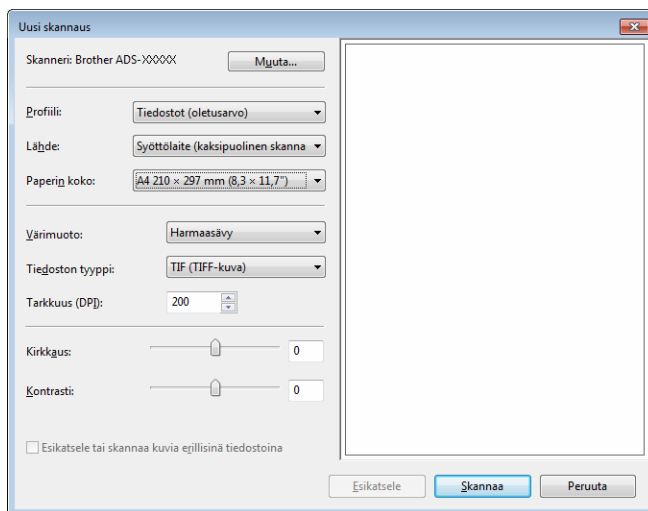 Uusi skannaus
Skanneri: Brother ADS-XXXXX
Muuta...
Profiili: Tiedostot (oletusarvo)
Lähde: Syöttölaite (kaksipuolinen skanna
Paperin koko: A4 210 × 297 mm (8,3 × 11,7")
Värimuoto: Harmaasävy
Tiedoston tyyppi: TIF (TIFF-kuva)
Tarkkuus (DPI): 200
Kirkkaus: 0
Kontrasti: 0
Esikatsele tai skannaa kuvia erillisinä tiedostoina
Esikatsele Skannaa Peruuta